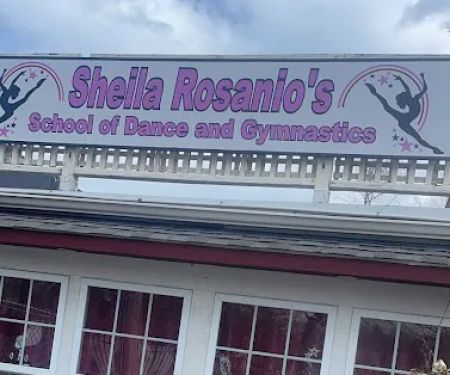 Sheila Rosanio's
School of Dance and Gymnastics